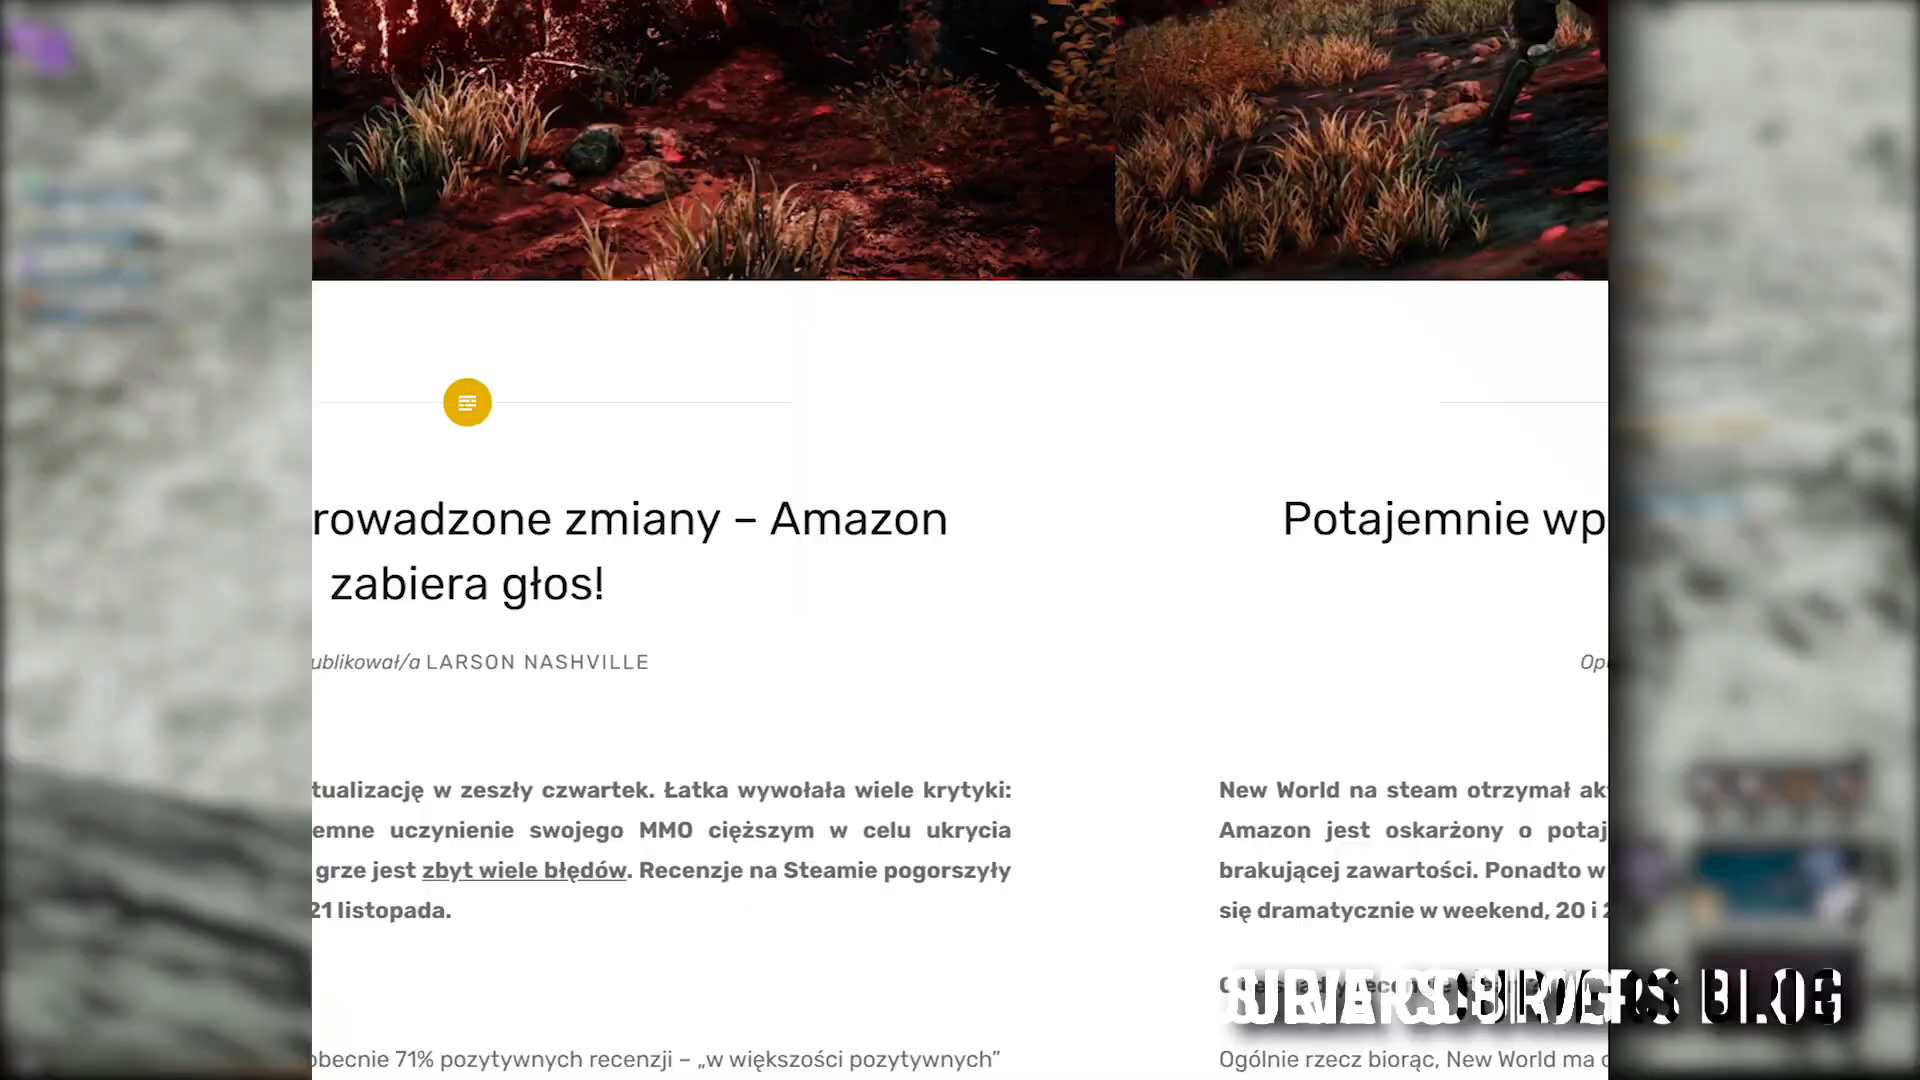 rowadzone zmiany – Amazon
zabiera głos!
ublikował/a LARSON NASHVILLE
tualizację w zeszły czwartek. Łatka wywołała wiele krytyki:
emne uczynienie swojego MMO cięższym w celu ukrycia
grze jest zbyt wiele błędów. Recenzje na Steamie pogorszyły
21 listopada.
obecnie 71% pozytywnych recenzji – „w większości pozytywnych”
Potajemnie wp
Op
New World na steam otrzymał ak
Amazon jest oskarżony o potaj
brakującej zawartości. Ponadto w
się dramatycznie w weekend, 20 i 2
BLOG
Ogólnie rzecz biorąc, New World ma o